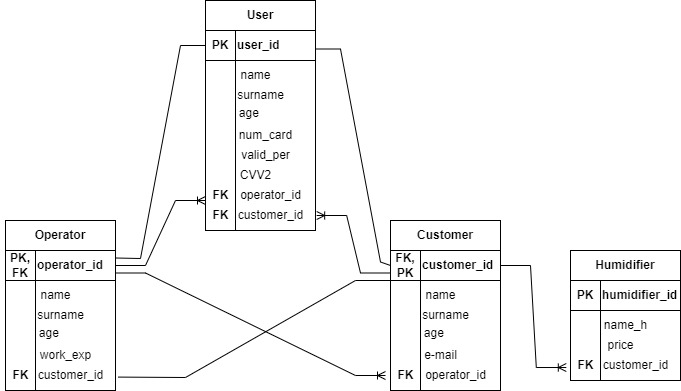 User
PK user_id
name
surname
age
num_card
valid_per
CVV2
FK operator_id
FK customer_id
Operator
PK, FK operator_id
name
surname
age
work_exp
FK customer_id
Customer
FK, PK customer_id
name
surname
age
e-mail
FK operator_id
Humidifier
PK humidifier_id
name_h
price
FK customer_id